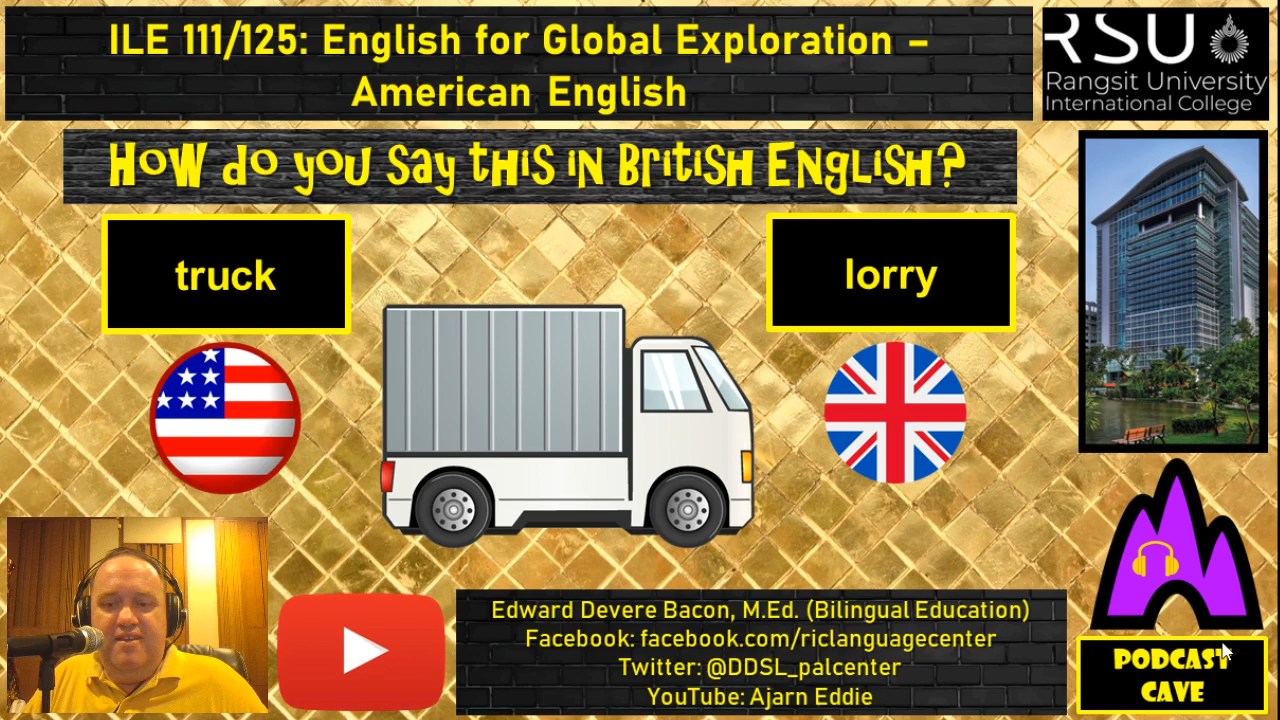 ILE 111/125: English for Global Exploration –
American English
RSU
Rangsit University
International College
How do you say this in British English?
truck
lorry
Edward Devere Bacon, M.Ed. (Bilingual Education)
Facebook: facebook.com/riclanguagecenter
Twitter: @DDSL_palcenter
YouTube: Ajarn Eddie
PODCAST
CAVE